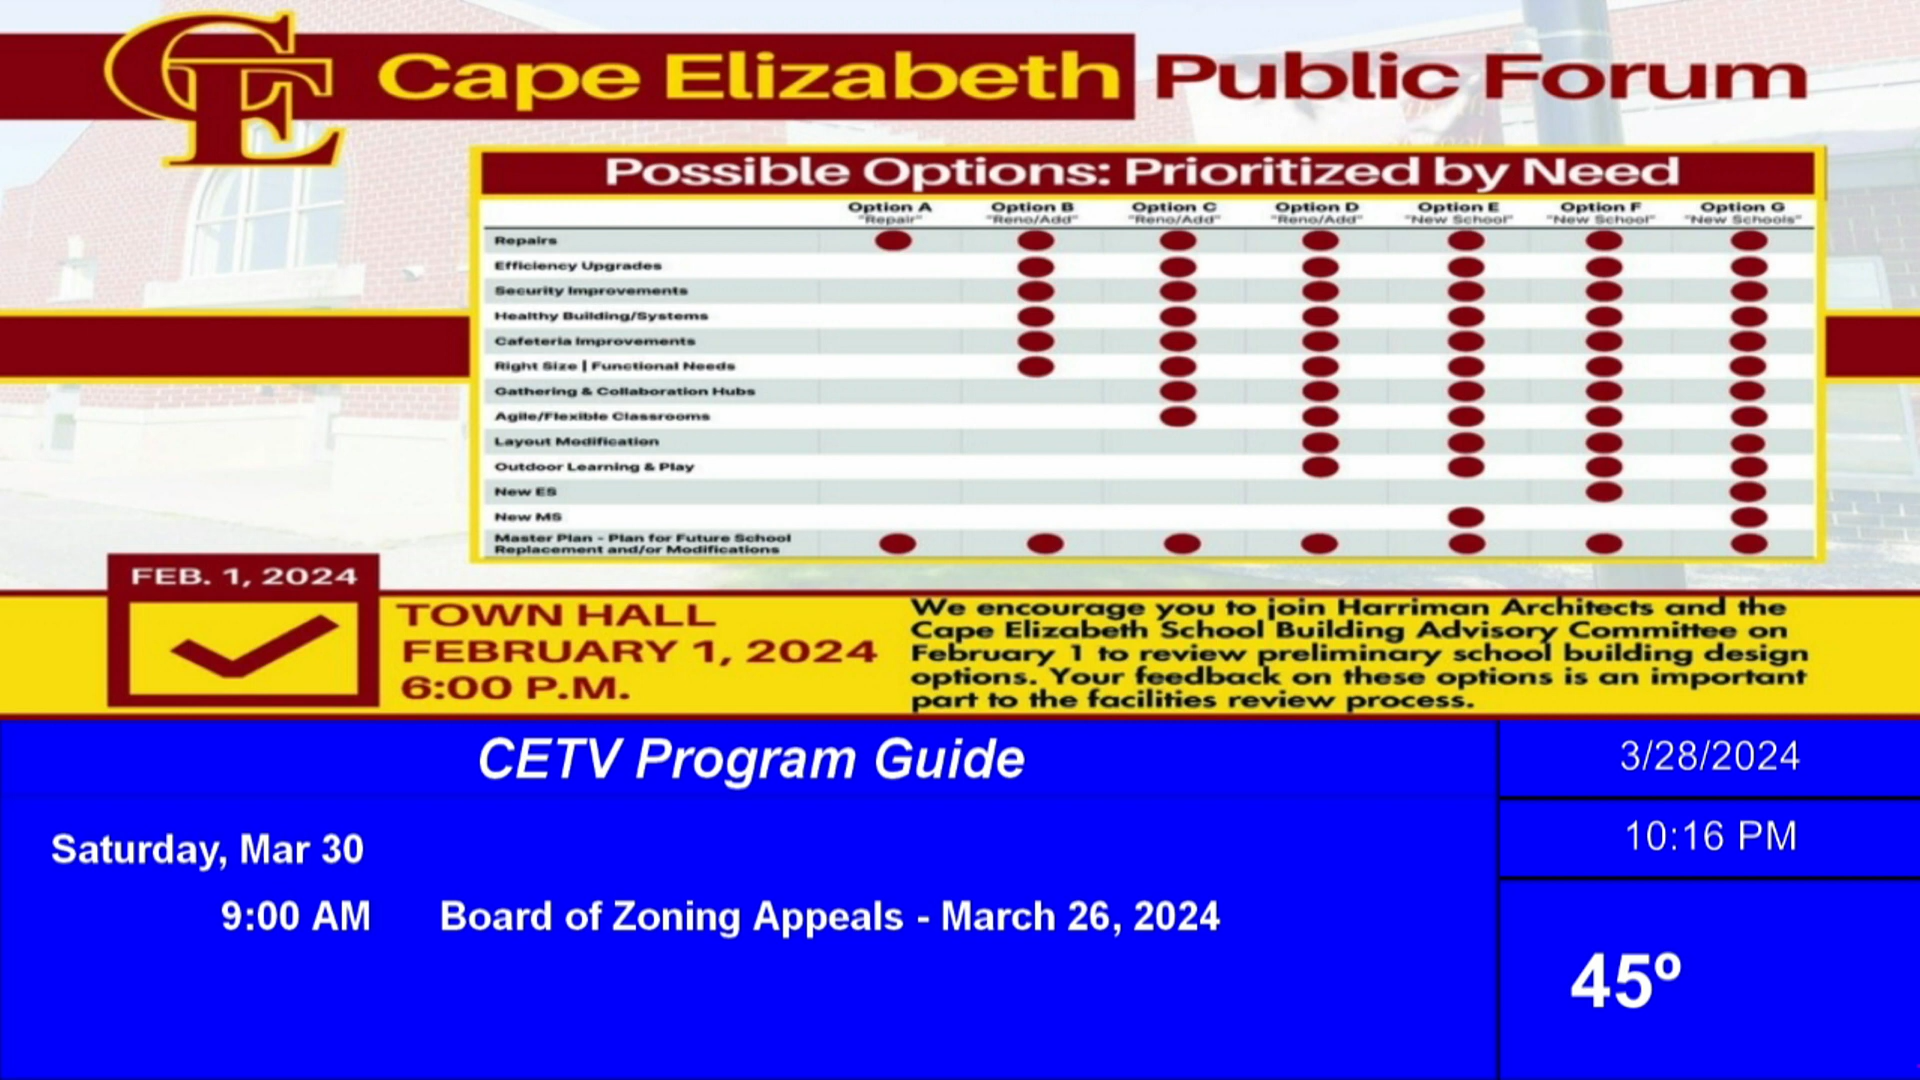 CE Cape Elizabeth Public Forum
Possible Options: Prioritized by Need
Option A Option B Option C Option D Option E Option F Option G
"Repair" "Reno/Add" "Reno/Add" "Reno/Add" "New School" "New School" "New Schools"
Repairs
Efficiency Upgrades
Security Improvements
Healthy Building/Systems
Cafeteria Improvements
Right Size | Functional Needs
Gathering & Collaboration Hubs
Agile/Flexible Classrooms
Layout Modification
Outdoor Learning & Play
New ES
New MS
Master Plan - Plan for Future School
Replacement and/or Modifications
FEB. 1, 2024
TOWN HALL
FEBRUARY 1, 2024
6:00 P.M.
We encourage you to join Harriman Architects and the
Cape Elizabeth School Building Advisory Committee on
February 1 to review preliminary school building design
options. Your feedback on these options is an important
part to the facilities review process.
CETV Program Guide
3/28/2024
10:16 PM
Saturday, Mar 30
9:00 AM Board of Zoning Appeals - March 26, 2024
45º